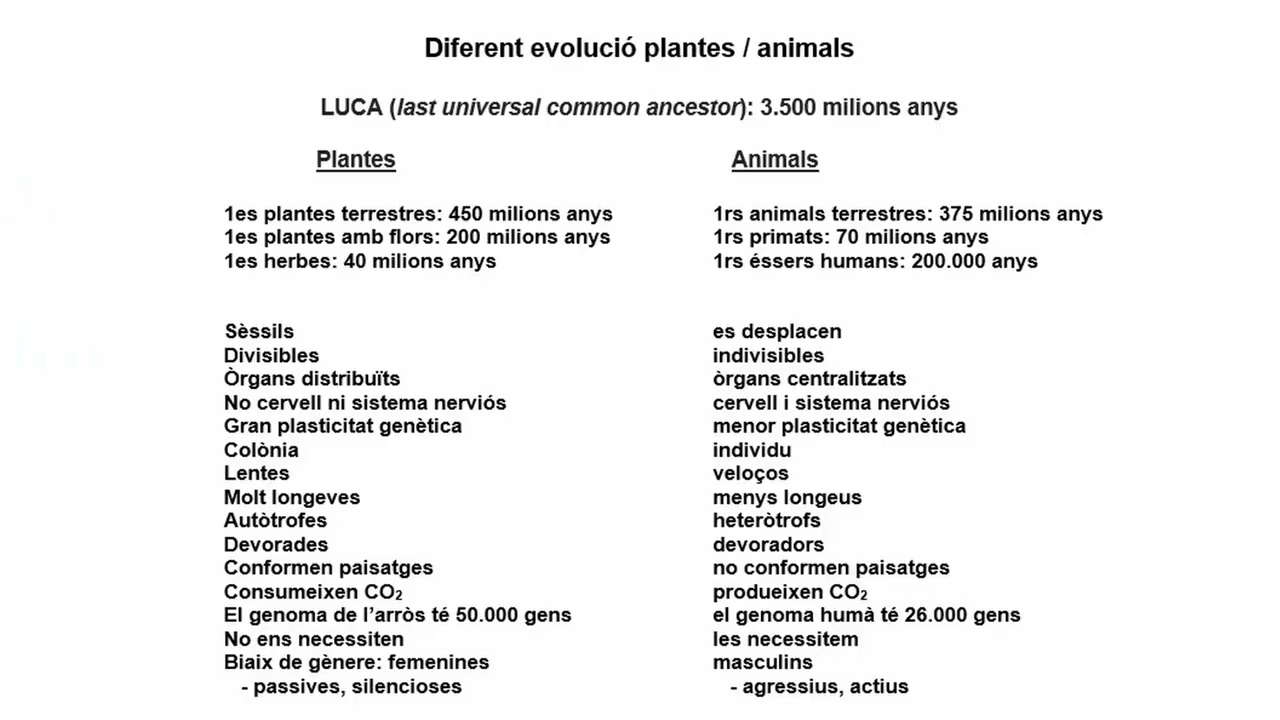 Diferent evolució plantes / animals
LUCA (last universal common ancestor): 3.500 milions anys
Plantes
1es plantes terrestres: 450 milions anys
1es plantes amb flors: 200 milions anys
1es herbes: 40 milions anys
Sèssils
Divisibles
Òrgans distribuïts
No cervell ni sistema nerviós
Gran plasticitat genètica
Colònia
Lentes
Molt longeves
Autòtrofes
Devorades
Conformen paisatges
Consumeixen CO₂
El genoma de l’arròs té 50.000 gens
No ens necessiten
Biaix de gènere: femenines
- passives, silencioses
Animals
1rs animals terrestres: 375 milions anys
1rs primats: 70 milions anys
1rs éssers humans: 200.000 anys
es desplacen
indivisibles
òrgans centralitzats
cervell i sistema nerviós
menor plasticitat genètica
individu
veloços
menys longeus
heteròtrofs
devoradors
no conformen paisatges
produeixen CO₂
el genoma humà té 26.000 gens
les necessitem
masculins
- agressius, actius